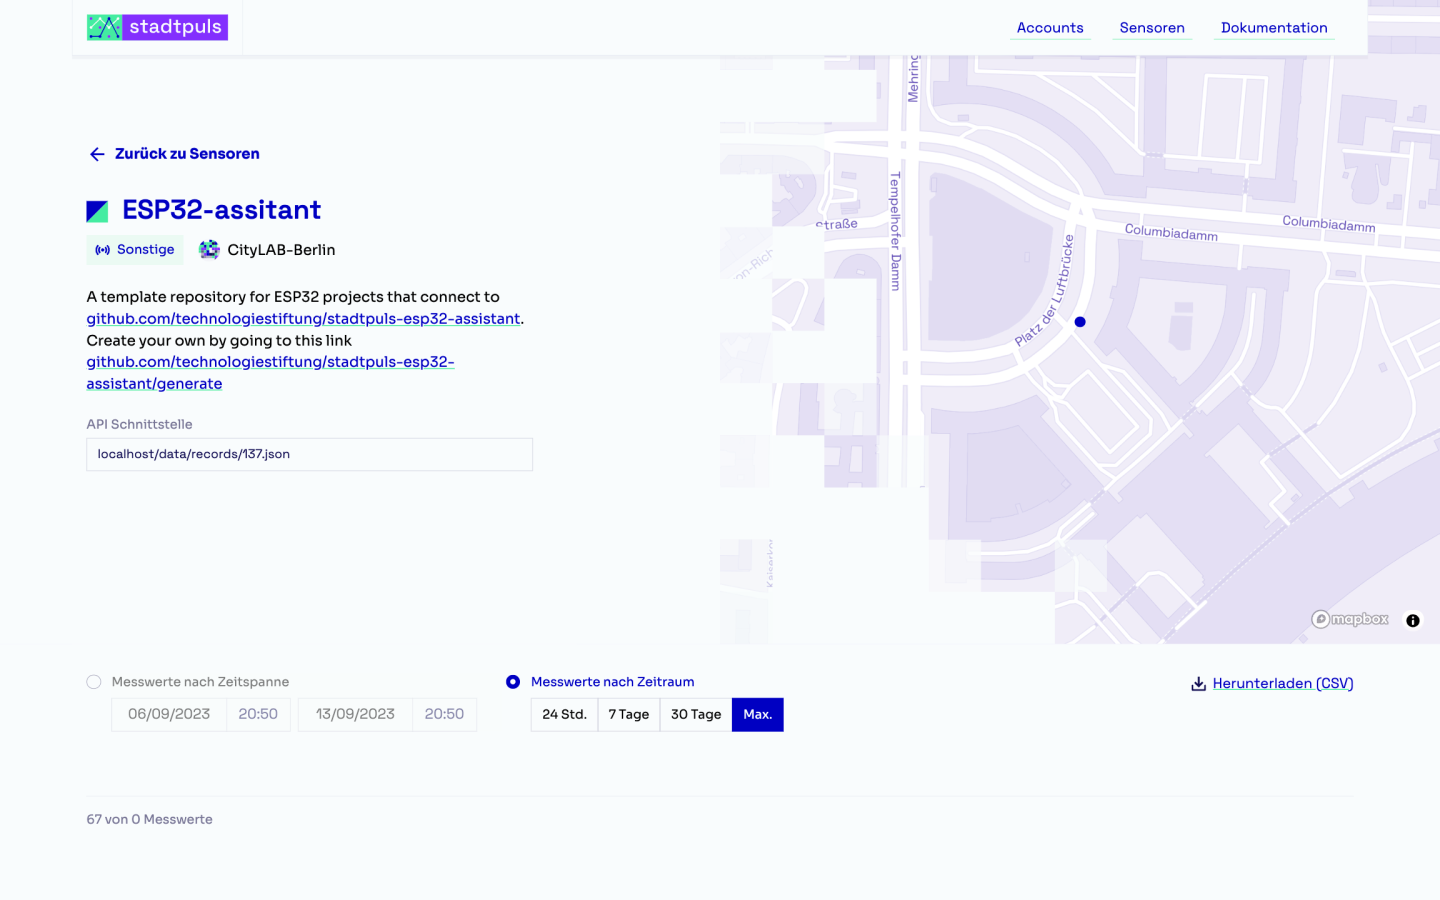 stadtpuls
Accounts
Sensoren
Dokumentation
Zurück zu Sensoren
ESP32-assitant
Sonstige
CityLAB-Berlin
A template repository for ESP32 projects that connect to
github.com/technologiestiftung/stadtpuls-esp32-assistant.
Create your own by going to this link
github.com/technologiestiftung/stadtpuls-esp32-
assistant/generate
API Schnittstelle
localhost/data/records/137.json
Mehring
Tempelhofer Damm
straße
on-Rich
Platz der Luftbrücke
Columbiadamm
Columbiadamm
mapbox
Messwerte nach Zeitspanne
06/09/2023 20:50 13/09/2023 20:50
Messwerte nach Zeitraum
24 Std. 7 Tage 30 Tage Max.
Herunterladen (CSV)
67 von 0 Messwerte